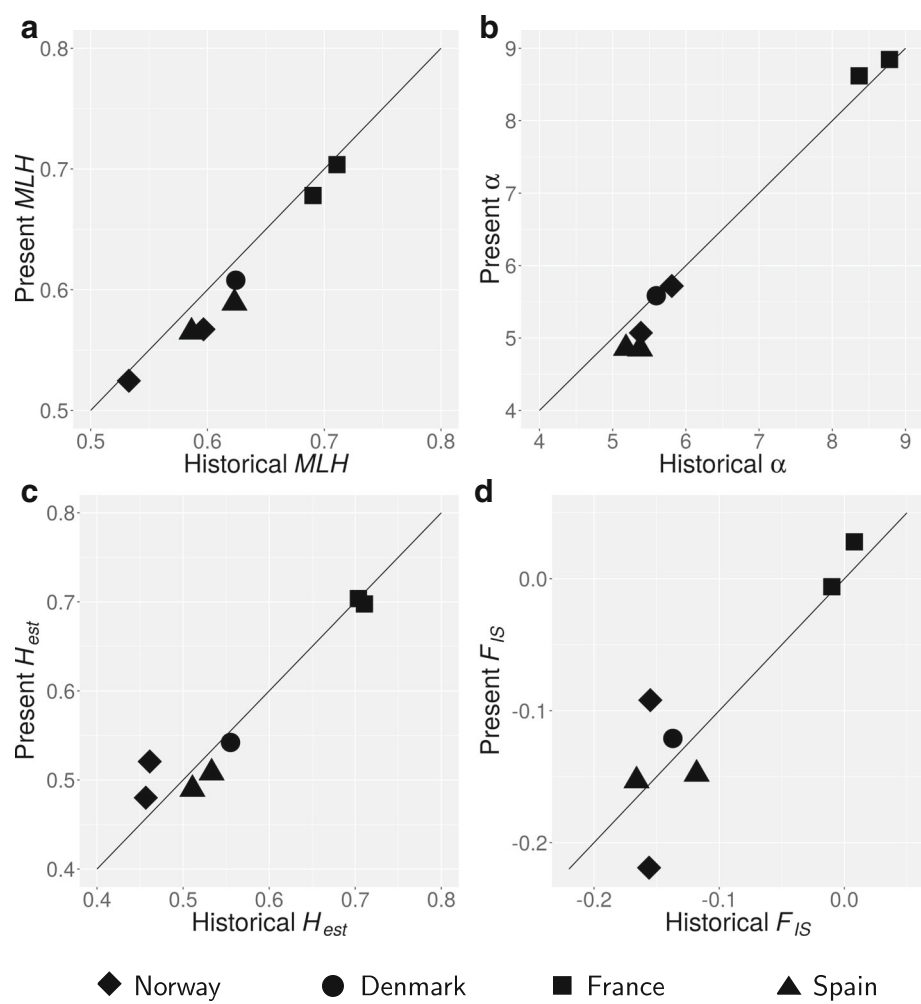 a
0.8
0.7
0.6
0.5
Present MLH
0.5 0.6 0.7 0.8
Historical MLH
b
9
8
7
6
5
4
Present α
4 5 6 7 8 9
Historical α
c
0.8
0.7
0.6
0.5
0.4
Present Hest
0.4 0.5 0.6 0.7 0.8
Historical Hest
d
0.0
-0.1
-0.2
Present FIS
-0.2 -0.1 0.0
Historical FIS
Norway Denmark France Spain